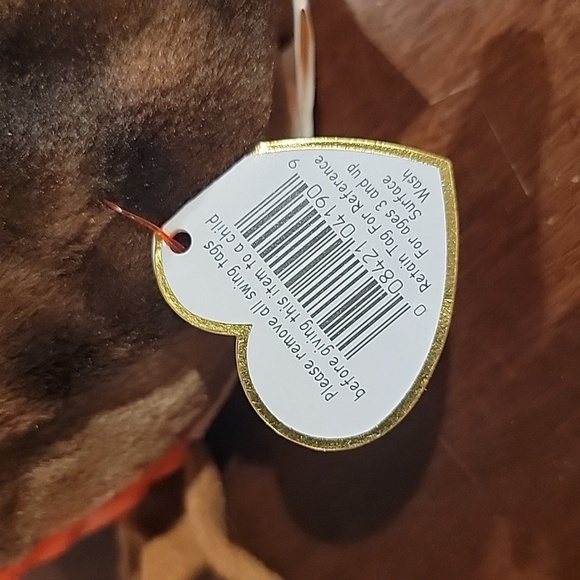 Please remove all swing tags
before giving this item to a child
0 08421 04190 9
Retain Tag For Reference
For ages 3 and up
Surface
Wash